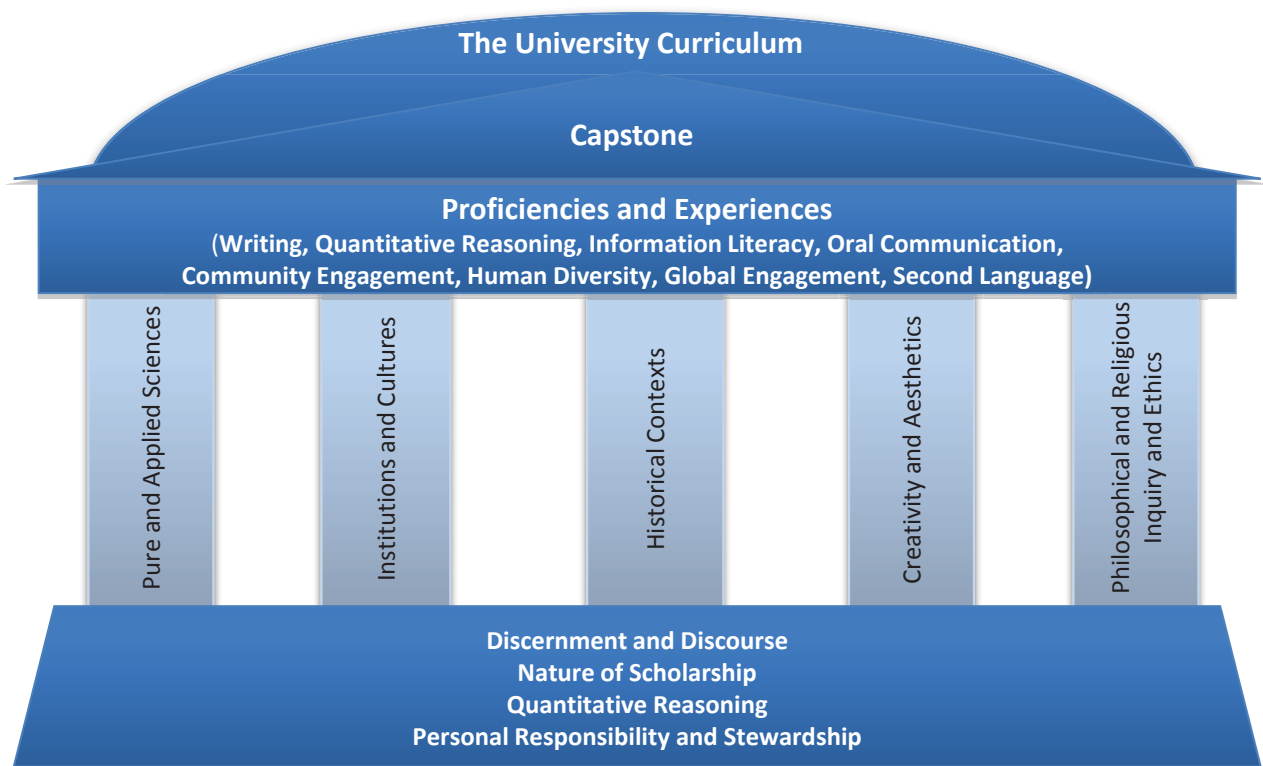 The University Curriculum
Capstone
Proficiencies and Experiences
(Writing, Quantitative Reasoning, Information Literacy, Oral Communication,
Community Engagement, Human Diversity, Global Engagement, Second Language)
Pure and Applied Sciences
Institutions and Cultures
Historical Contexts
Creativity and Aesthetics
Philosophical and Religious
Inquiry and Ethics
Discernment and Discourse
Nature of Scholarship
Quantitative Reasoning
Personal Responsibility and Stewardship